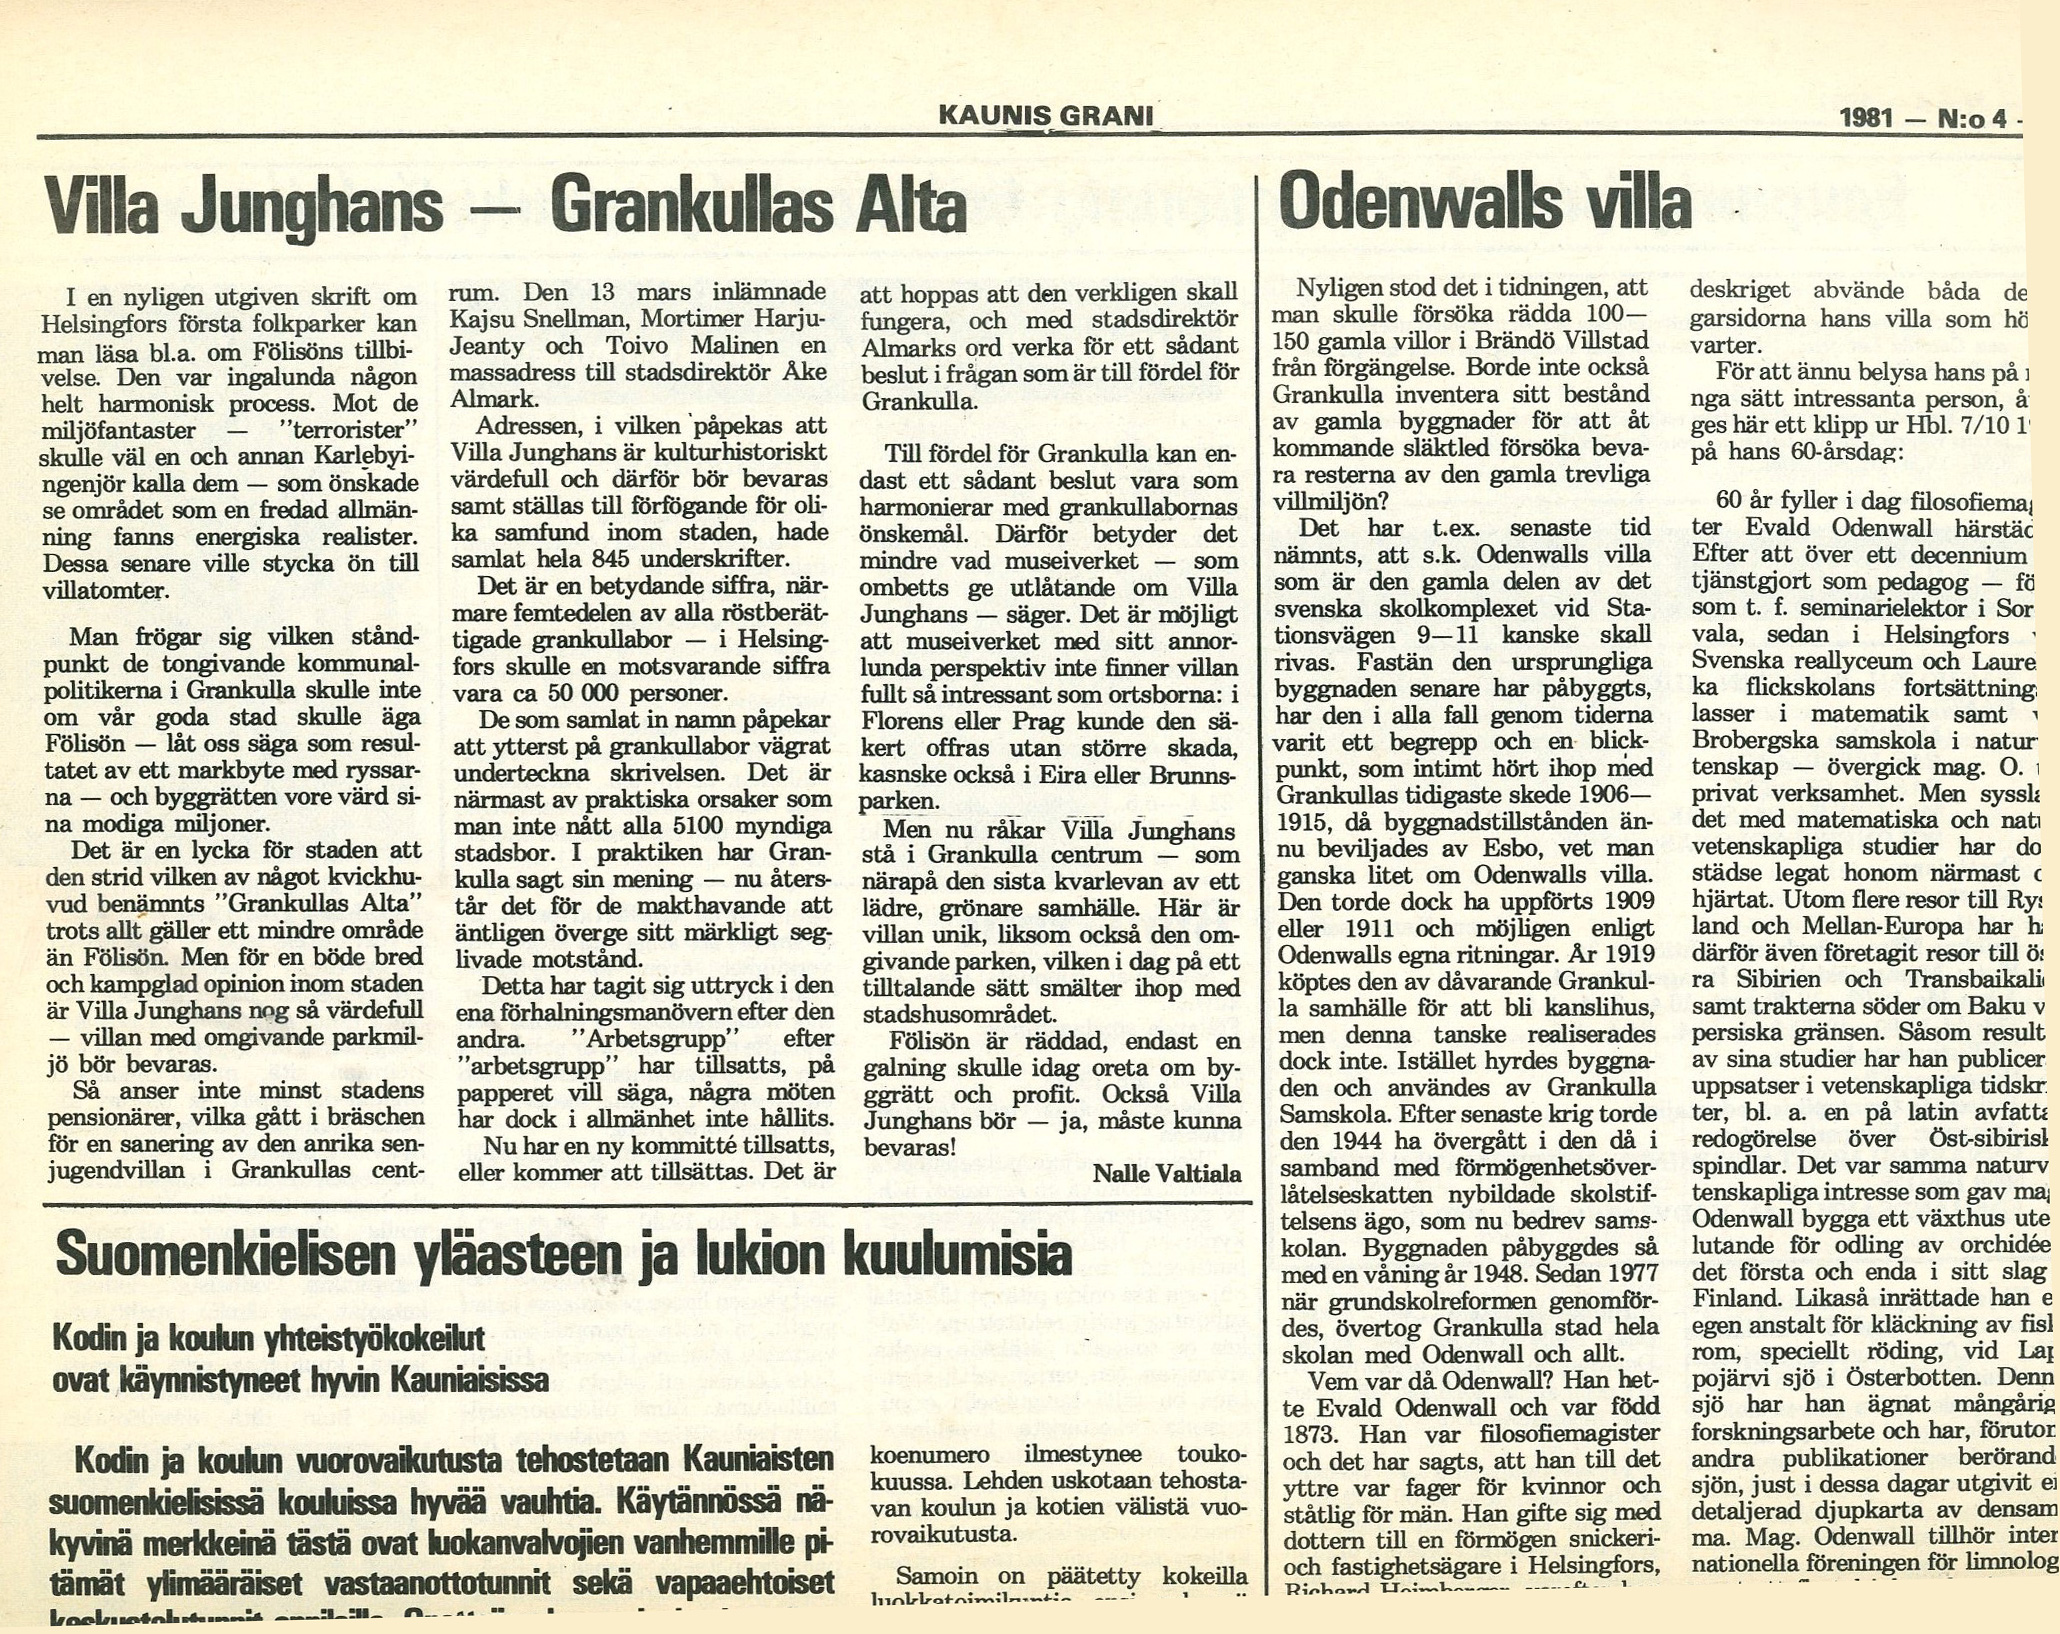 KAUNIS GRANI
1981 — N:o 4 -
Villa Junghans — Grankullas Alta
I en nyligen utgiven skrift om
Helsingfors första folkparker kan
man läsa bl.a. om Fölisöns tillbi-
velse. Den var ingalunda någon
helt harmonisk process. Mot de
miljöfantaster — "terrorister"
skulle väl en och annan Karlebyi-
ngenjör kalla dem — som önskade
se området som en fredad allmän-
ning fanns energiska realister.
Dessa senare ville stycka ön till
villatomter.
Man frögar sig vilken stånd-
punkt de tongivande kommunal-
politikerna i Grankulla skulle inte
om vår goda stad skulle äga
Fölisön — låt oss säga som resul-
tatet av ett markbyte med ryssar-
na — och byggrätten vore värd si-
na modiga miljoner.
Det är en lycka för staden att
den strid vilken av något kvickhu-
vud benämnts "Grankullas Alta"
trots allt gäller ett mindre område
än Fölisön. Men för en böde bred
och kampglad opinion inom staden
är Villa Junghans nog så värdefull
— villan med omgivande parkmil-
jö bör bevaras.
Så anser inte minst stadens
pensionärer, vilka gått i bräschen
för en sanering av den anrika sen-
jugendvillan i Grankullas cent-
rum. Den 13 mars inlämnade
Kajsu Snellman, Mortimer Harju-
Jeanty och Toivo Malinen en
massadress till stadsdirektör Åke
Almark.
Adressen, i vilken påpekas att
Villa Junghans är kulturhistoriskt
värdefull och därför bör bevaras
samt ställas till förfögande för oli-
ka samfund inom staden, hade
samlat hela 845 underskrifter.
Det är en betydande siffra, när-
mare femtedelen av alla röstberät-
tigade grankullabor — i Helsing-
fors skulle en motsvarande siffra
vara ca 50 000 personer.
De som samlat in namn påpekar
att ytterst på grankullabor vägrat
underteckna skrivelsen. Det är
närmast av praktiska orsaker som
man inte nått alla 5100 myndiga
stadsbor. I praktiken har Gran-
kulla sagt sin mening — nu åters-
tår det för de makthavande att
äntligen överge sitt märkligt seg-
livade motstånd.
Detta har tagit sig uttryck i den
ena förhalningsmanövern efter den
andra. "Arbetsgrupp" efter
"arbetsgrupp" har tillsatts, på
papperet vill säga, några möten
har dock i allmänhet inte hållits.
Nu har en ny kommitté tillsatts,
eller kommer att tillsättas. Det är
att hoppas att den verkligen skall
fungera, och med stadsdirektör
Almarks ord verka för ett sådant
beslut i frågan som är till fördel för
Grankulla.
Till fördel för Grankulla kan en-
dast ett sådant beslut vara som
harmonierar med grankullabornas
önskemål. Därför betyder det
mindre vad museiverket — som
ombetts ge utlåtande om Villa
Junghans — säger. Det är möjligt
att museiverket med sitt annor-
lunda perspektiv inte finner villan
fullt så intressant som ortsborna: i
Florens eller Prag kunde den sä-
kert offras utan större skada,
kasnske också i Eira eller Brunns-
parken.
Men nu råkar Villa Junghans
stå i Grankulla centrum — som
närapå den sista kvarlevan av ett
lädre, grönare samhälle. Här är
villan unik, liksom också den om-
givande parken, vilken i dag på ett
tilltalande sätt smälter ihop med
stadshusområdet.
Fölisön är räddad, endast en
galning skulle idag oreta om by-
ggrätt och profit. Också Villa
Junghans bör — ja, måste kunna
bevaras!
Nalle Valtiala
Odenwalls villa
Nyligen stod det i tidningen, att
man skulle försöka rädda 100—
150 gamla villor i Brändö Villstad
från förgängelse. Borde inte också
Grankulla inventera sitt bestånd
av gamla byggnader för att åt
kommande släktled försöka beva-
ra resterna av den gamla trevliga
villmiljön?
Det har t.ex. senaste tid
nämnts, att s.k. Odenwalls villa
som är den gamla delen av det
svenska skolkomplexet vid Sta-
tionsvägen 9—11 kanske skall
rivas. Fastän den ursprungliga
byggnaden senare har påbyggts,
har den i alla fall genom tiderna
varit ett begrepp och en blick-
punkt, som intimt hört ihop med
Grankullas tidigaste skede 1906—
1915, då byggnadstillstånden än-
nu beviljades av Esbo, vet man
ganska litet om Odenwalls villa.
Den torde dock ha uppförts 1909
eller 1911 och möjligen enligt
Odenwalls egna ritningar. År 1919
köptes den av dåvarande Grankul-
la samhälle för att bli kanslihus,
men denna tanske realiserades
dock inte. Istället hyrdes byggna-
den och användes av Grankulla
Samskola. Efter senaste krig torde
den 1944 ha övergått i den då i
samband med förmögenhetsöver-
låtelseskatten nybildade skolstif-
telsens ägo, som nu bedrev sams-
kolan. Byggnaden påbyggdes så
med en våning år 1948. Sedan 1977
när grundskolreformen genomför-
des, övertog Grankulla stad hela
skolan med Odenwall och allt.
Vem var då Odenwall? Han het-
te Evald Odenwall och var född
1873. Han var filosofiemagister
och det har sagts, att han till det
yttre var fager för kvinnor och
ståtlig för män. Han gifte sig med
dottern till en förmögen snickeri-
och fastighetsägare i Helsingfors,
Richard Heimberger
deskriget abvände båda de
garsidorna hans villa som hö
varter.
För att ännu belysa hans på
nga sätt intressanta person, å
ges här ett klipp ur Hbl. 7/10 1
på hans 60-årsdag:
60 år fyller i dag filosofiemag
ter Evald Odenwall härstäd
Efter att över ett decennium
tjänstgjort som pedagog — fö
som t. f. seminarielektor i Sor
vala, sedan i Helsingfors
Svenska reallyceum och Laure
ka flickskolans fortsättning
lasser i matematik samt
Brobergska samskola i natur
tenskap — övergick mag. O.
privat verksamhet. Men syssla
det med matematiska och nat
vetenskapliga studier har do
städse legat honom närmast
hjärtat. Utom flere resor till Rys
land och Mellan-Europa har h
därför även företagit resor till ös
ra Sibirien och Transbaikali
samt trakterna söder om Baku v
persiska gränsen. Såsom result
av sina studier har han publicer
uppsatser i vetenskapliga tidskr
ter, bl. a. en på latin avfatta
redogörelse över Öst-sibirisk
spindlar. Det var samma naturv
tenskapliga intresse som gav mag
Odenwall bygga ett växthus ute
lutande för odling av orchidée
det första och enda i sitt slag
Finland. Likaså inrättade han e
egen anstalt för kläckning av fisk
rom, speciellt röding, vid Lap
pojärvi sjö i Österbotten. Denn
sjö har han ägnat mångårig
forskningsarbete och har, förutor
andra publikationer berörand
sjön, just i dessa dagar utgivit e
detaljerad djupkarta av densam
ma. Mag. Odenwall tillhör inter
nationella föreningen för limnolog
Suomenkielisen yläasteen ja lukion kuulumisia
Kodin ja koulun yhteistyökokeilut
ovat käynnistyneet hyvin Kauniaisissa
Kodin ja koulun vuorovaikutusta tehostetaan Kauniaisten
suomenkielisissä kouluissa hyvää vauhtia. Käytännössä nä-
kyvinä merkkeinä tästä ovat luokanvalvojien vanhemmille pi-
tämät ylimääräiset vastaanottotunnit sekä vapaaehtoiset
keskustelutunnit
koenumero ilmestynee touko-
kuussa. Lehden uskotaan tehosta-
van koulun ja kotien välistä vuo-
rovaikutusta.
Samoin on päätetty kokeilla
luokkatoimikuntia